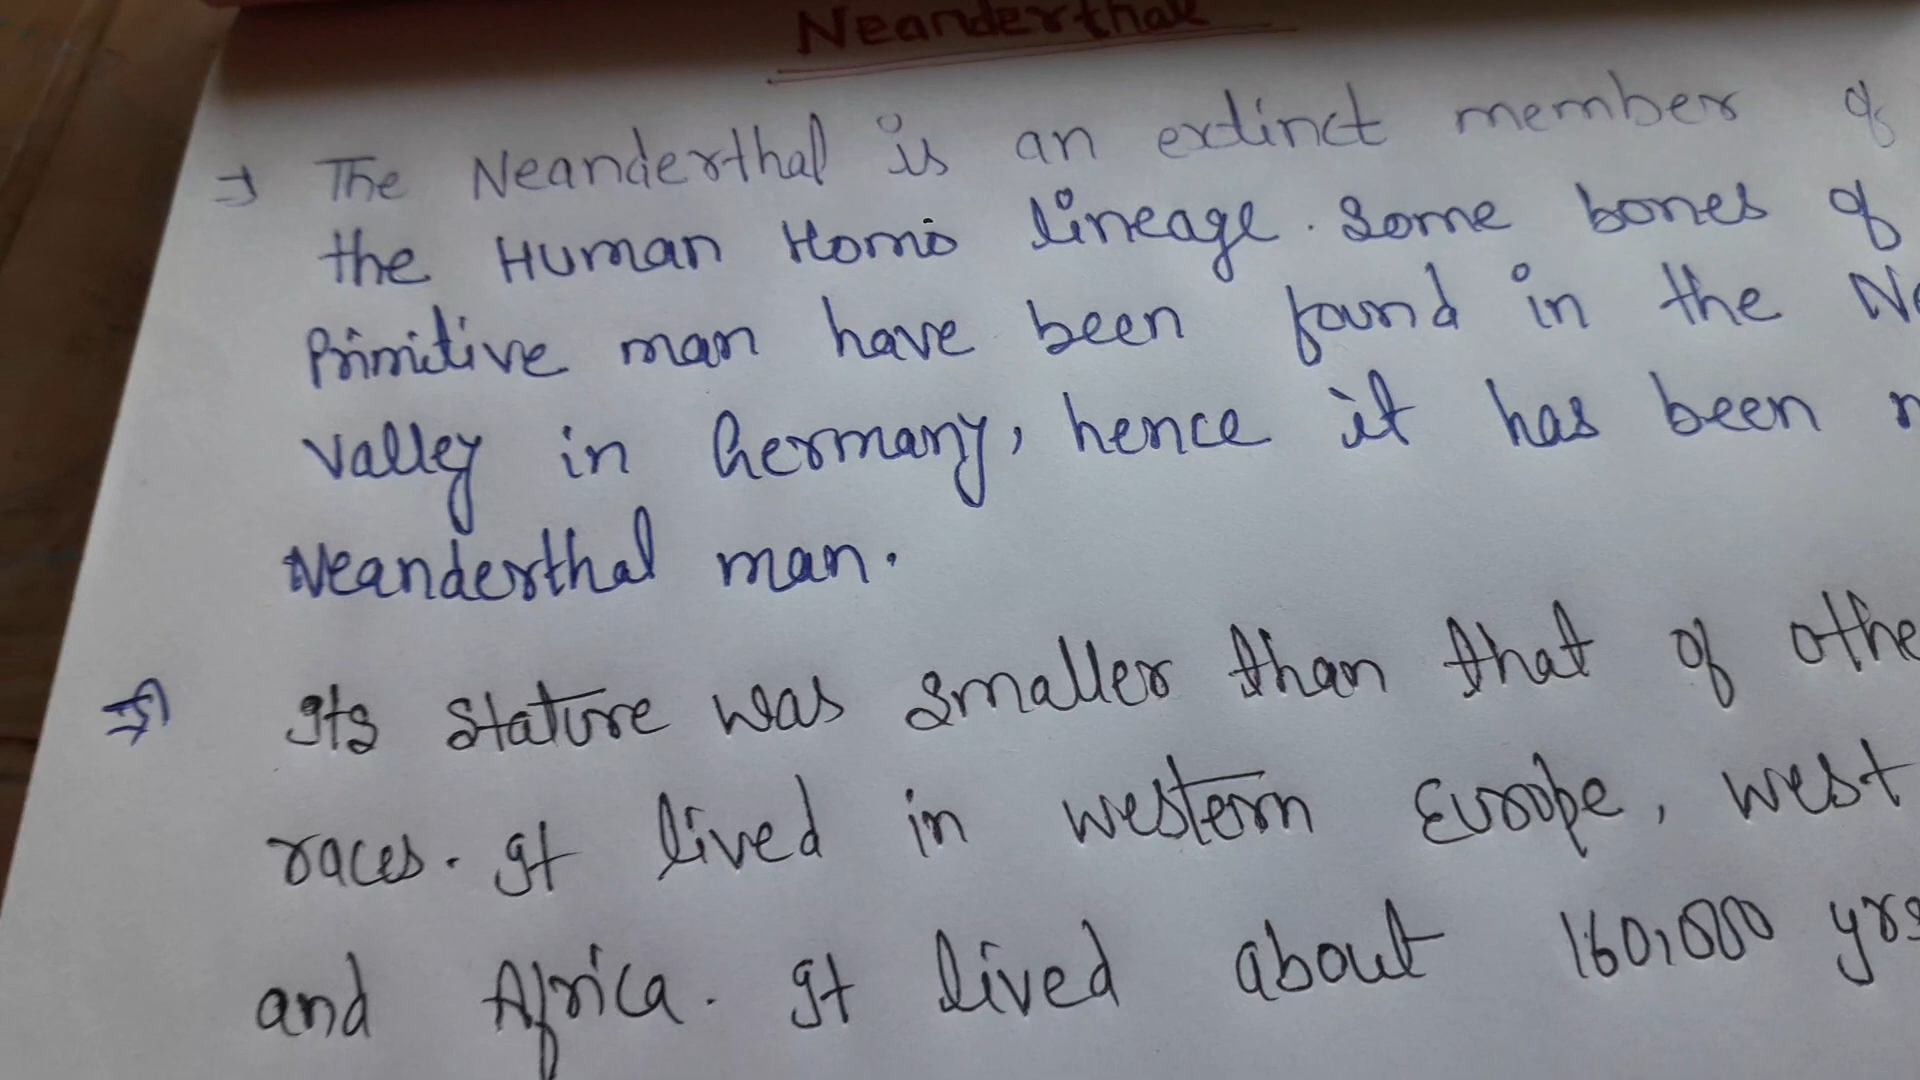 Neanderthal
⇒ The Neanderthal is an extinct member of
the Human Homo lineage. Some bones of
Primitive man have been found in the Ne
valley in Germany, hence it has been n
Neanderthal man.
⇒ Its stature was smaller than that of othe
races. It lived in western Europe, west
and Africa. It lived about 160,000 yrs